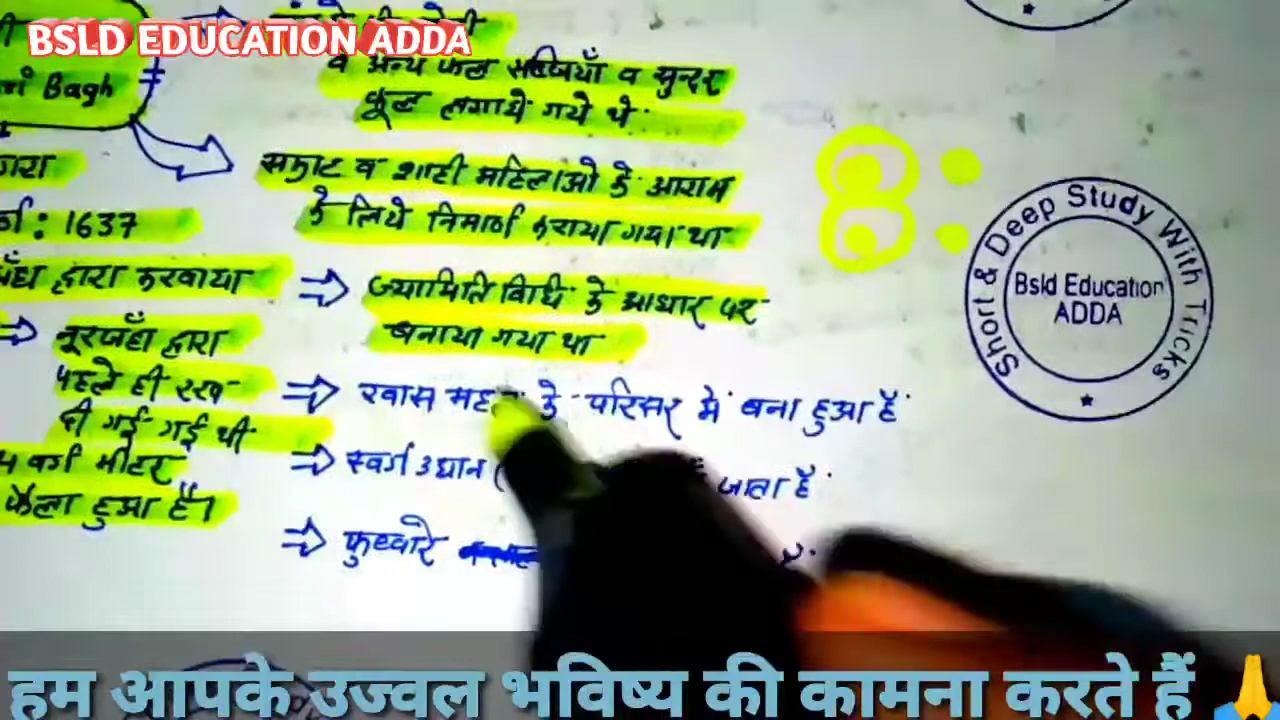 BSLD EDUCATION ADDA
व अन्य फल सब्जियाँ व सुन्दर
फूल लगाये गये थे
Bagh
सम्राट व शाही महिलाओ के आराम
के लिये निमार्ण कराया गया था
: 1637
द्वारा करवाया
ज्यामिति विधि के आधार पर
बनाया गया था
नूरजहाँ द्वारा
पहले ही रख
दी गई गई थी
खास महल के परिसर में बना हुआ है
वर्ग मीटर
फैला हुआ है।
स्वर्ग उद्यान
जाता है
फुव्वारे
है
8:
Short & Deep Study With Tricks
Bsld Education
ADDA
हम आपके उज्वल भविष्य की कामना करते हैं 🙏